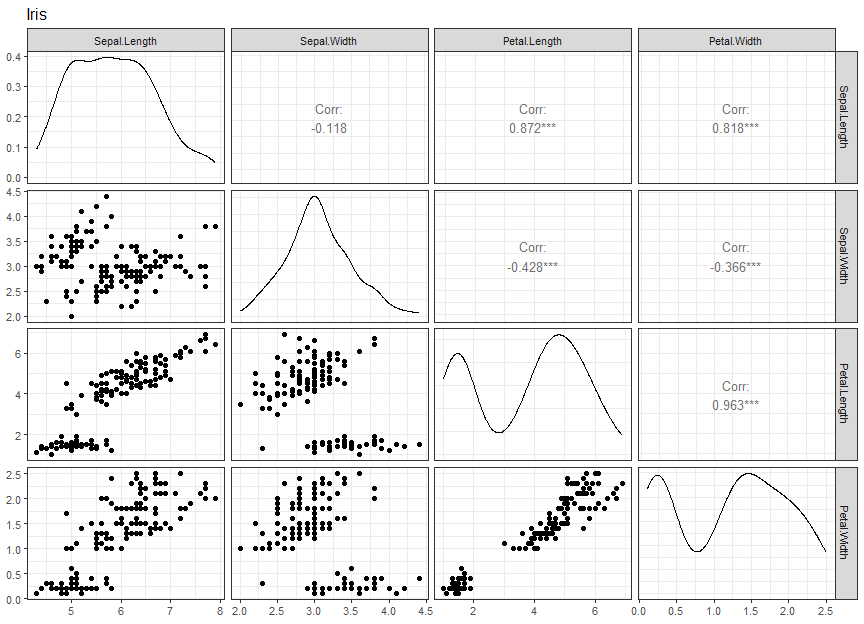 Iris
Sepal.Length
Sepal.Width
Petal.Length
Petal.Width
0.4
0.3
0.2
0.1
0.0
Corr:
-0.118
Corr:
0.872***
Corr:
0.818***
Sepal.Length
4.5
4.0
3.5
3.0
2.5
2.0
Corr:
-0.428***
Corr:
-0.366***
Sepal.Width
6
4
2
Corr:
0.963***
Petal.Length
2.5
2.0
1.5
1.0
0.5
0.0
Petal.Width
5 6 7 8
2.0 2.5 3.0 3.5 4.0 4.5
2 4 6
0.0 0.5 1.0 1.5 2.0 2.5